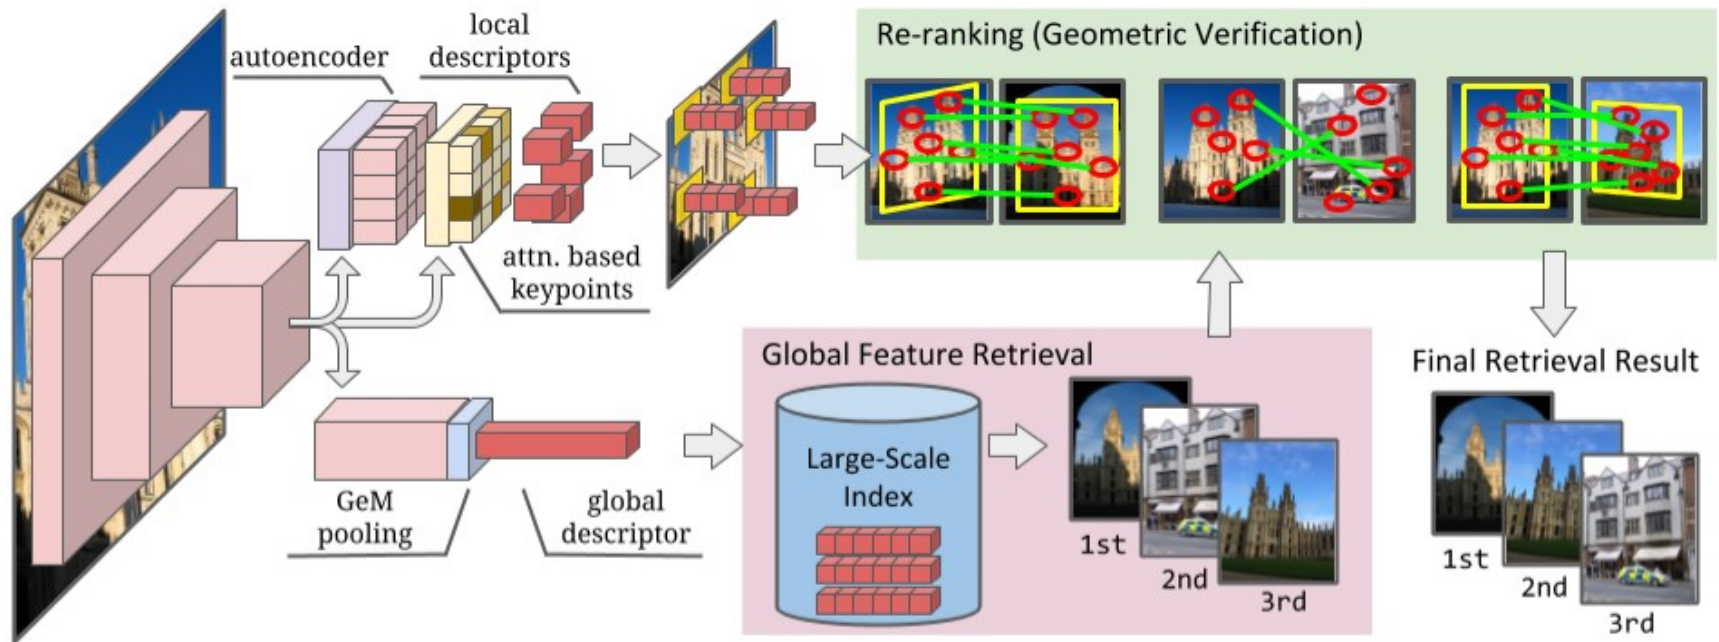 autoencoder
local
descriptors
attn. based
keypoints
Re-ranking (Geometric Verification)
GeM
pooling
global
descriptor
Global Feature Retrieval
Large-Scale
Index
1st
2nd
3rd
Final Retrieval Result
1st
2nd
3rd